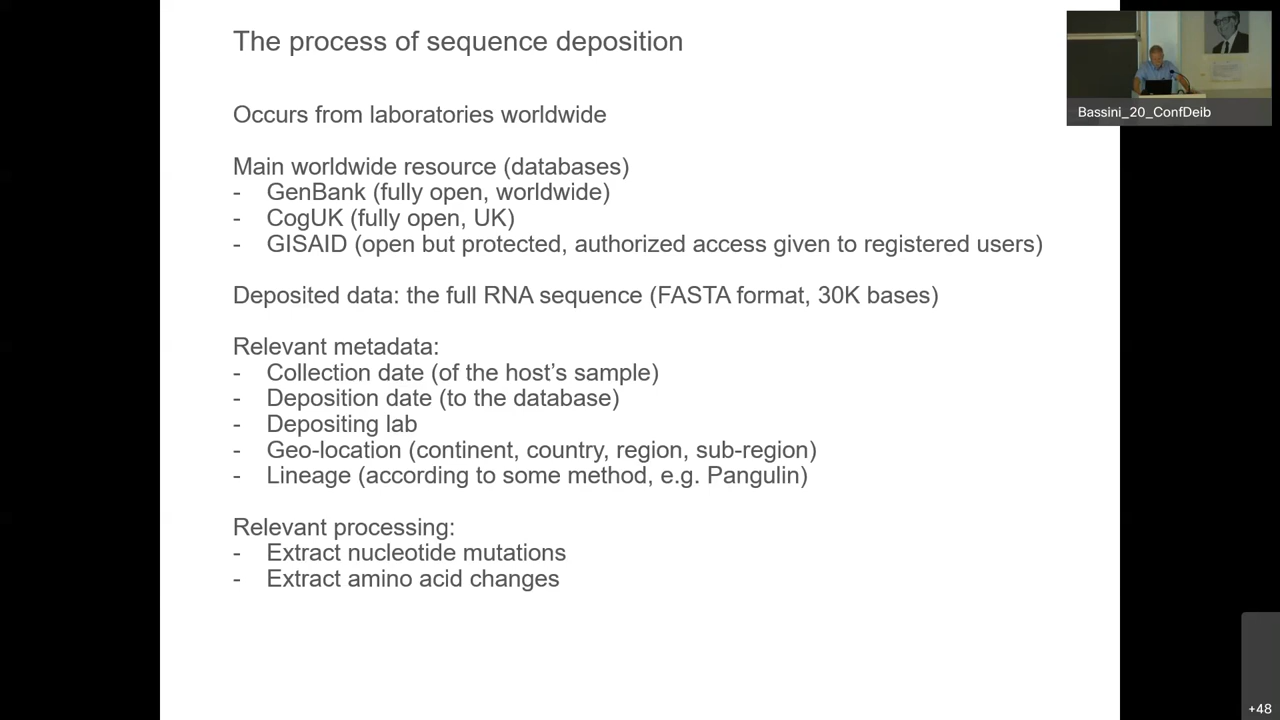 The process of sequence deposition
Occurs from laboratories worldwide
Main worldwide resource (databases)
- GenBank (fully open, worldwide)
- CogUK (fully open, UK)
- GISAID (open but protected, authorized access given to registered users)
Deposited data: the full RNA sequence (FASTA format, 30K bases)
Relevant metadata:
- Collection date (of the host’s sample)
- Deposition date (to the database)
- Depositing lab
- Geo-location (continent, country, region, sub-region)
- Lineage (according to some method, e.g. Pangulin)
Relevant processing:
- Extract nucleotide mutations
- Extract amino acid changes
Bassini_20_ConfDeib
+48